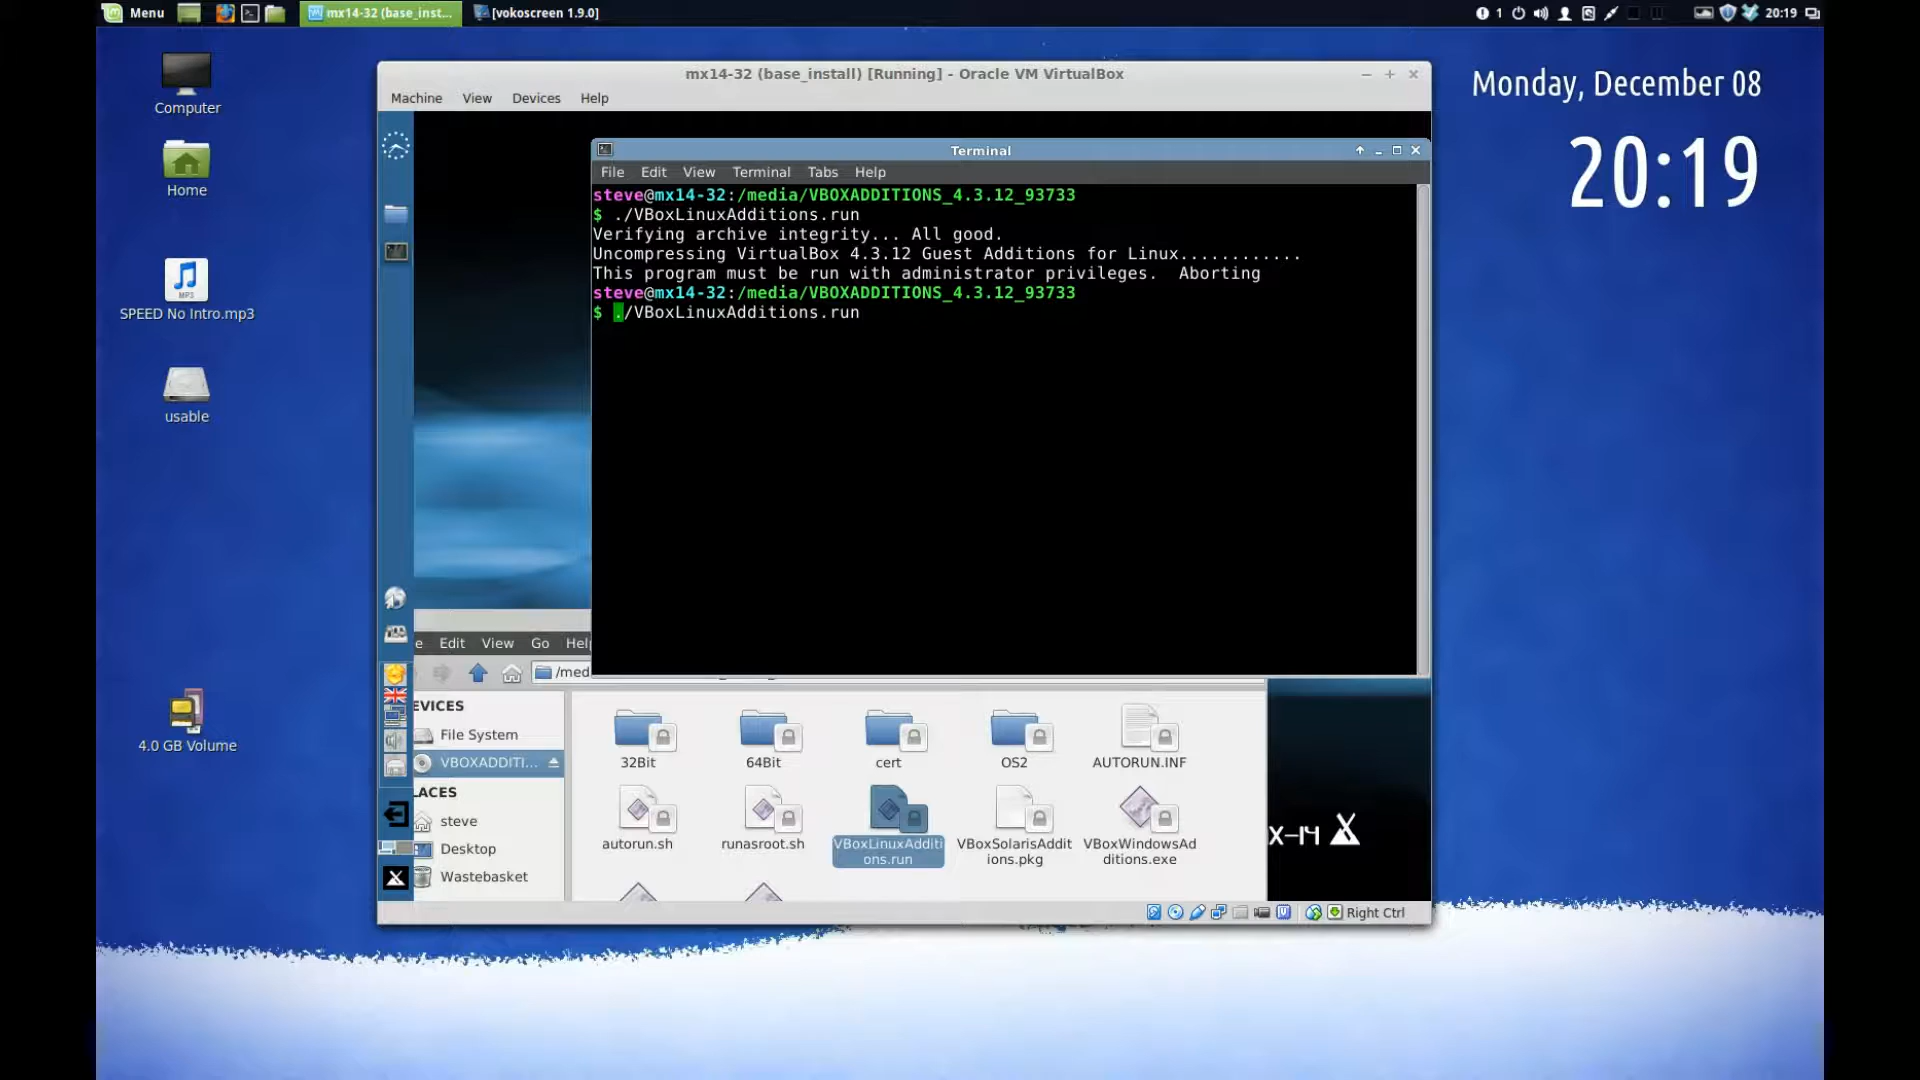 Menu
mx14-32 (base_inst...
[vokoscreen 1.9.0]
1
20:19
Computer
Home
SPEED No Intro.mp3
MP3
usable
4.0 GB Volume
Monday, December 08
20:19
mx14-32 (base_install) [Running] - Oracle VM VirtualBox
Machine View Devices Help
Terminal
File Edit View Terminal Tabs Help
steve@mx14-32:/media/VBOXADDITIONS_4.3.12_93733
$ ./VBoxLinuxAdditions.run
Verifying archive integrity... All good.
Uncompressing VirtualBox 4.3.12 Guest Additions for Linux............
This program must be run with administrator privileges.  Aborting
steve@mx14-32:/media/VBOXADDITIONS_4.3.12_93733
$ ./VBoxLinuxAdditions.run
e Edit View Go Hel
/med
EVICES
File System
VBOXADDITI...
LACES
steve
Desktop
Wastebasket
32Bit
64Bit
cert
OS2
AUTORUN.INF
autorun.sh
runasroot.sh
VBoxLinuxAdditi
ons.run
VBoxSolarisAddit
ions.pkg
VBoxWindowsAd
ditions.exe
X-14
Right Ctrl